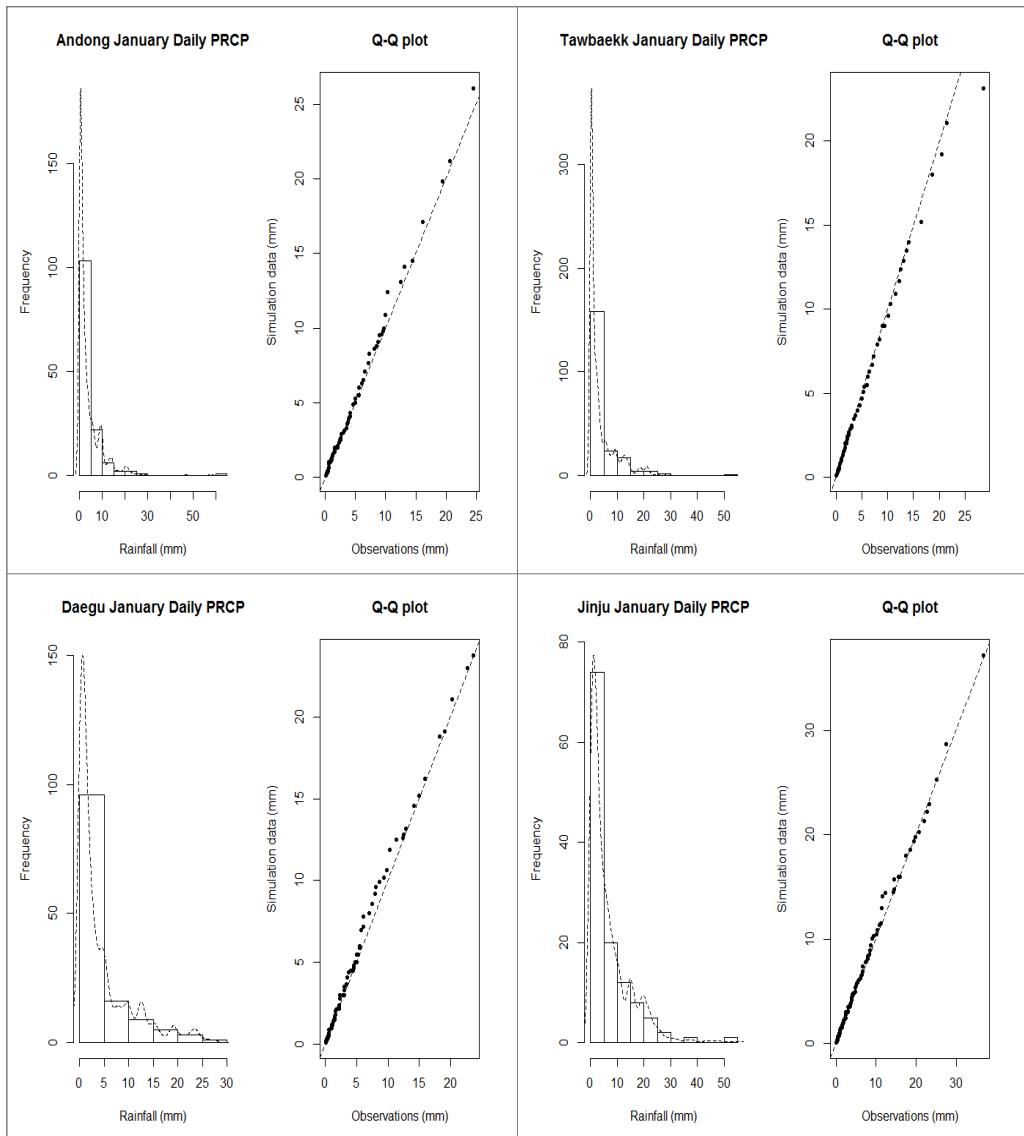 Andong January Daily PRCP
Q-Q plot
Frequency
0 50 100 150
0 10 30 50
Rainfall (mm)
Simulation data (mm)
0 5 10 15 20 25
0 5 10 15 20 25
Observations (mm)
Tawbaekk January Daily PRCP
Q-Q plot
Frequency
0 100 200 300
0 10 20 30 40 50
Rainfall (mm)
Simulation data (mm)
0 5 10 15 20
0 5 10 15 20 25
Observations (mm)
Daegu January Daily PRCP
Q-Q plot
Frequency
0 50 100 150
0 5 10 15 20 25 30
Rainfall (mm)
Simulation data (mm)
0 5 10 15 20
0 5 10 15 20
Observations (mm)
Jinju January Daily PRCP
Q-Q plot
Frequency
0 20 40 60 80
0 10 20 30 40 50
Rainfall (mm)
Simulation data (mm)
0 10 20 30
0 10 20 30
Observations (mm)